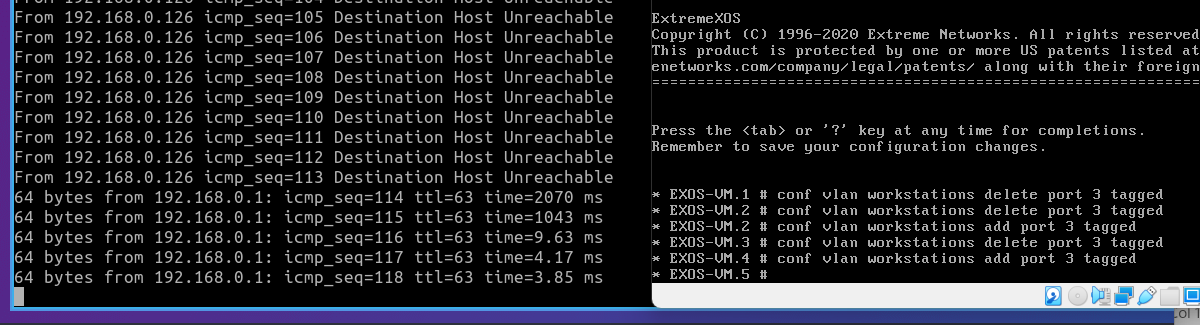 From 192.168.0.126 icmp_seq=104 Destination Host Unreachable
From 192.168.0.126 icmp_seq=105 Destination Host Unreachable
From 192.168.0.126 icmp_seq=106 Destination Host Unreachable
From 192.168.0.126 icmp_seq=107 Destination Host Unreachable
From 192.168.0.126 icmp_seq=108 Destination Host Unreachable
From 192.168.0.126 icmp_seq=109 Destination Host Unreachable
From 192.168.0.126 icmp_seq=110 Destination Host Unreachable
From 192.168.0.126 icmp_seq=111 Destination Host Unreachable
From 192.168.0.126 icmp_seq=112 Destination Host Unreachable
From 192.168.0.126 icmp_seq=113 Destination Host Unreachable
64 bytes from 192.168.0.1: icmp_seq=114 ttl=63 time=2070 ms
64 bytes from 192.168.0.1: icmp_seq=115 ttl=63 time=1043 ms
64 bytes from 192.168.0.1: icmp_seq=116 ttl=63 time=9.63 ms
64 bytes from 192.168.0.1: icmp_seq=117 ttl=63 time=4.17 ms
64 bytes from 192.168.0.1: icmp_seq=118 ttl=63 time=3.85 ms
ExtremeXOS
Copyright (C) 1996-2020 Extreme Networks. All rights reserved
This product is protected by one or more US patents listed at
enetworks.com/company/legal/patents/ along with their foreign
==============================================================
Press the <tab> or '?' key at any time for completions.
Remember to save your configuration changes.
* EXOS-VM.1 # conf vlan workstations delete port 3 tagged
* EXOS-VM.2 # conf vlan workstations delete port 3
* EXOS-VM.2 # conf vlan workstations add port 3 tagged
* EXOS-VM.3 # conf vlan workstations delete port 3 tagged
* EXOS-VM.4 # conf vlan workstations add port 3 tagged
* EXOS-VM.5 #